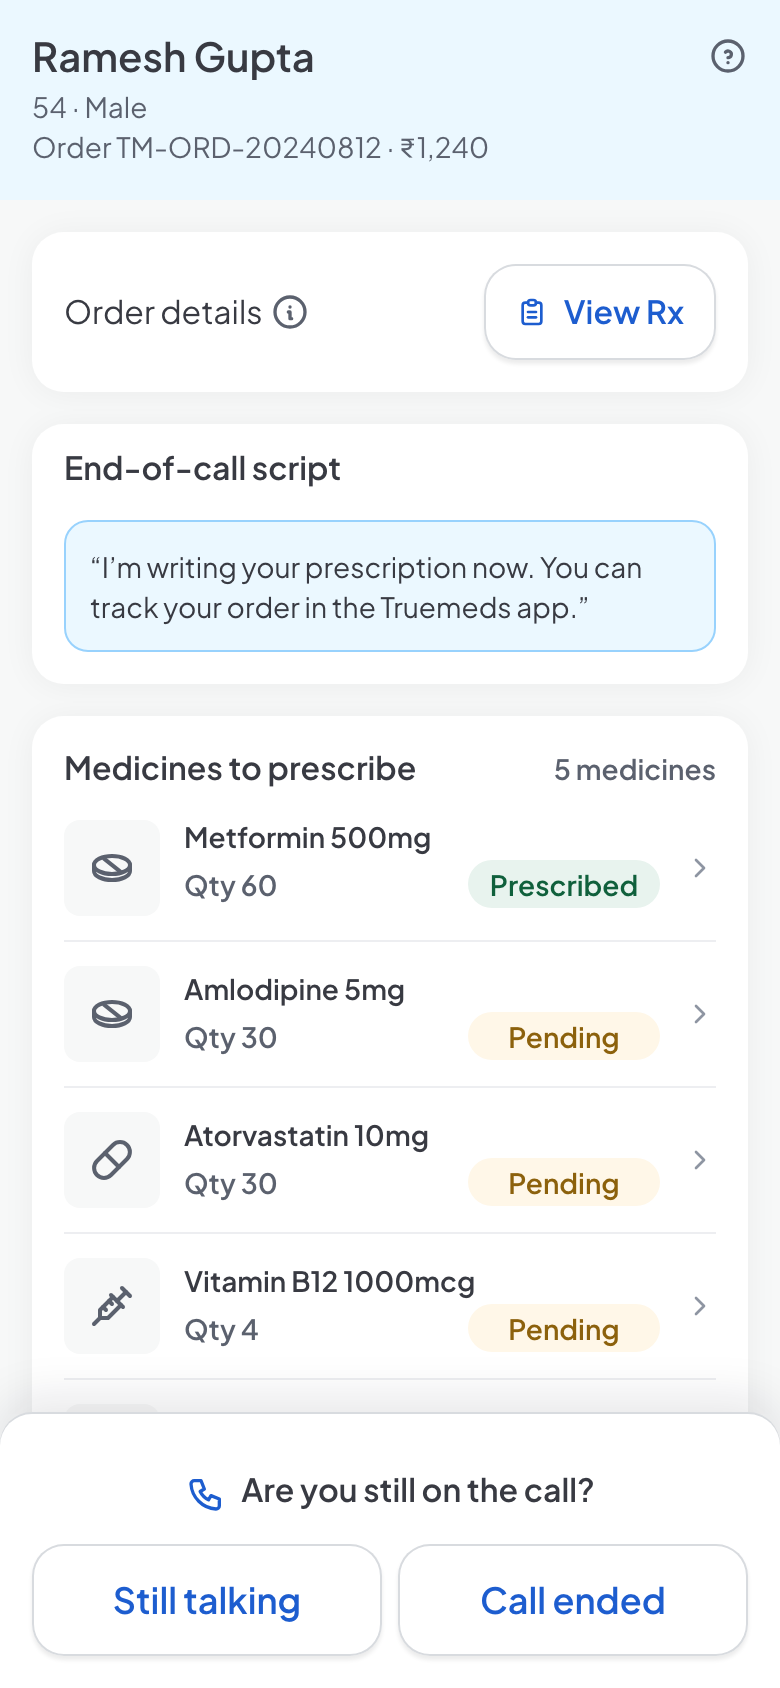 Ramesh Gupta
54 · Male
Order TM-ORD-20240812 · ₹1,240
Order details
View Rx
End-of-call script
“I’m writing your prescription now. You can
track your order in the Truemeds app.”
Medicines to prescribe
5 medicines
Metformin 500mg
Qty 60
Prescribed
Amlodipine 5mg
Qty 30
Pending
Atorvastatin 10mg
Qty 30
Pending
Vitamin B12 1000mcg
Qty 4
Pending
Are you still on the call?
Still talking
Call ended